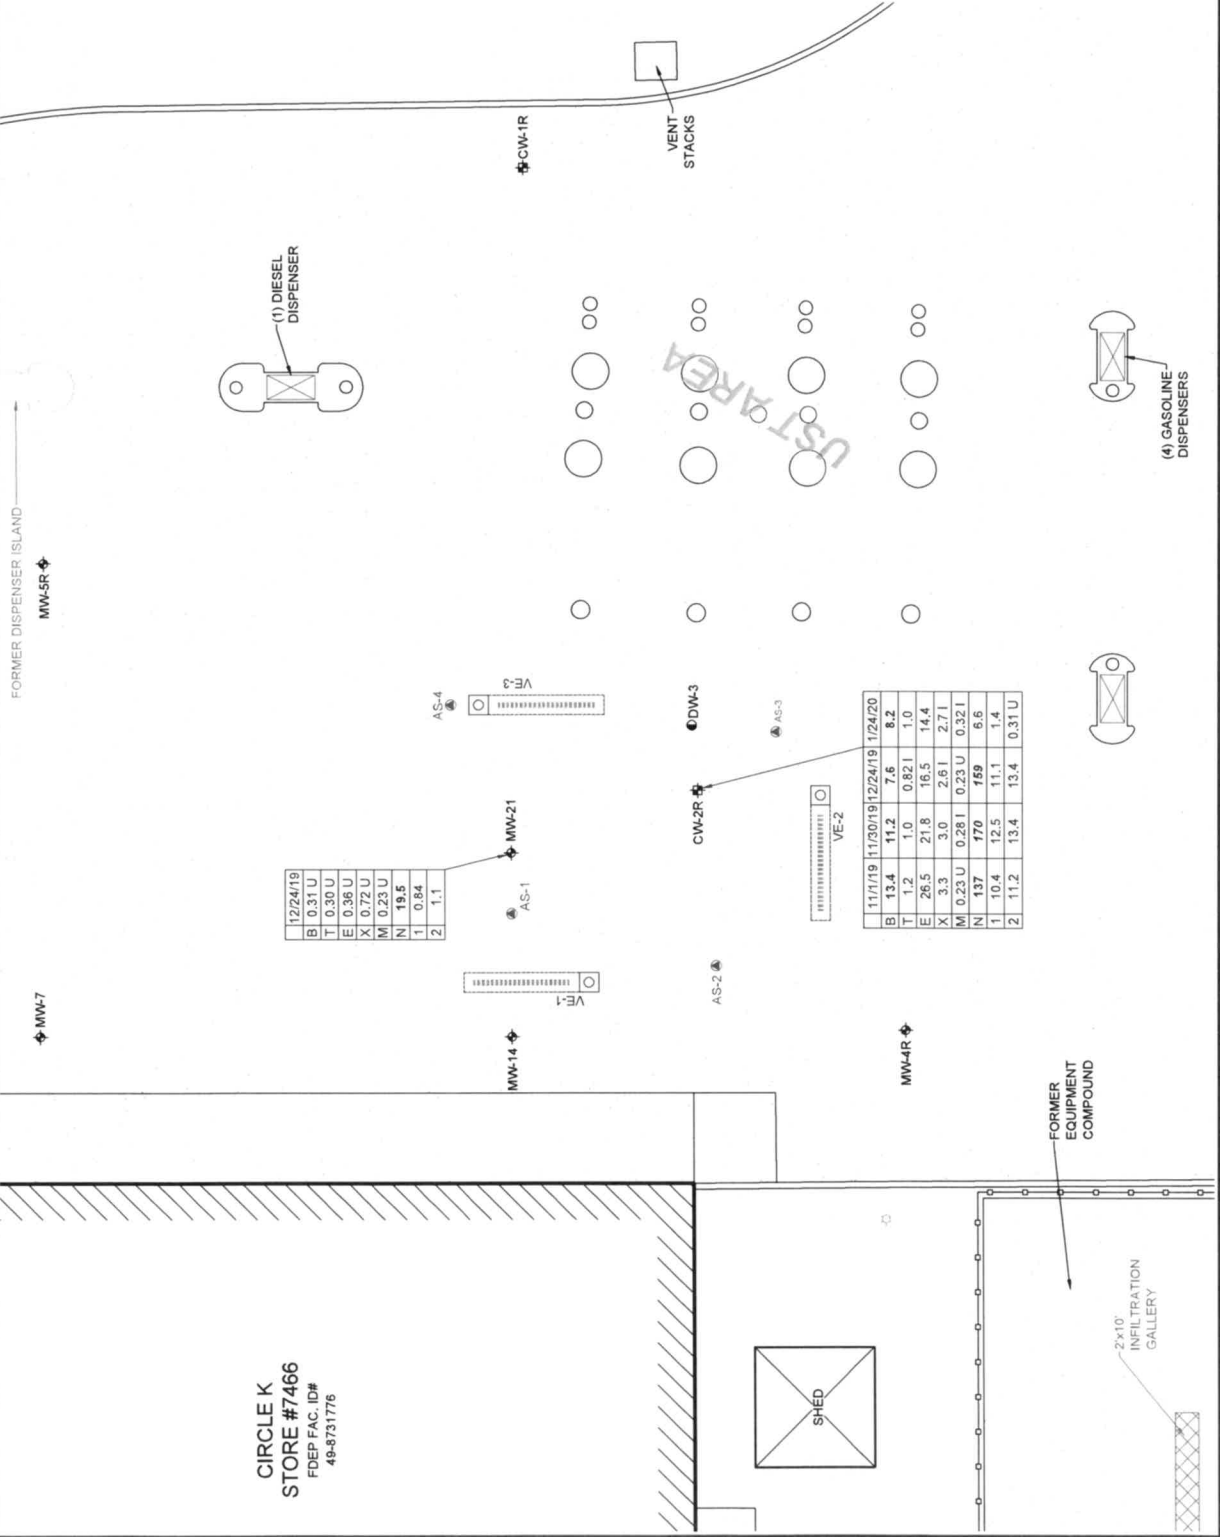 FORMER DISPENSER ISLAND
MW-5R
MW-7
(1) DIESEL
DISPENSER
CW-1R
VENT
STACKS
UST AREA
(4) GASOLINE
DISPENSERS
AS-4
VE-3
MW-21
AS-1
VE-1
MW-14
DW-3
AS-3
CW-2R
VE-2
AS-2
MW-4R
12/24/19
B 0.31 U
T 0.30 U
E 0.36 U
X 0.72 U
M 0.23 U
N 19.5
1 0.84
2 1.1
11/1/19 11/30/19 12/24/19 1/24/20
B 13.4 11.2 7.6 8.2
T 1.2 1.0 0.82 I 1.0
E 26.5 21.8 16.5 14.4
X 3.3 3.0 2.6 I 2.7 I
M 0.23 U 0.28 I 0.23 U 0.32 I
N 137 170 159 6.6
1 10.4 12.5 11.1 1.4
2 11.2 13.4 13.4 0.31 U
FORMER
EQUIPMENT
COMPOUND
CIRCLE K
STORE #7466
FDEP FAC. ID#
49-8731776
SHED
2'x10'
INFILTRATION
GALLERY